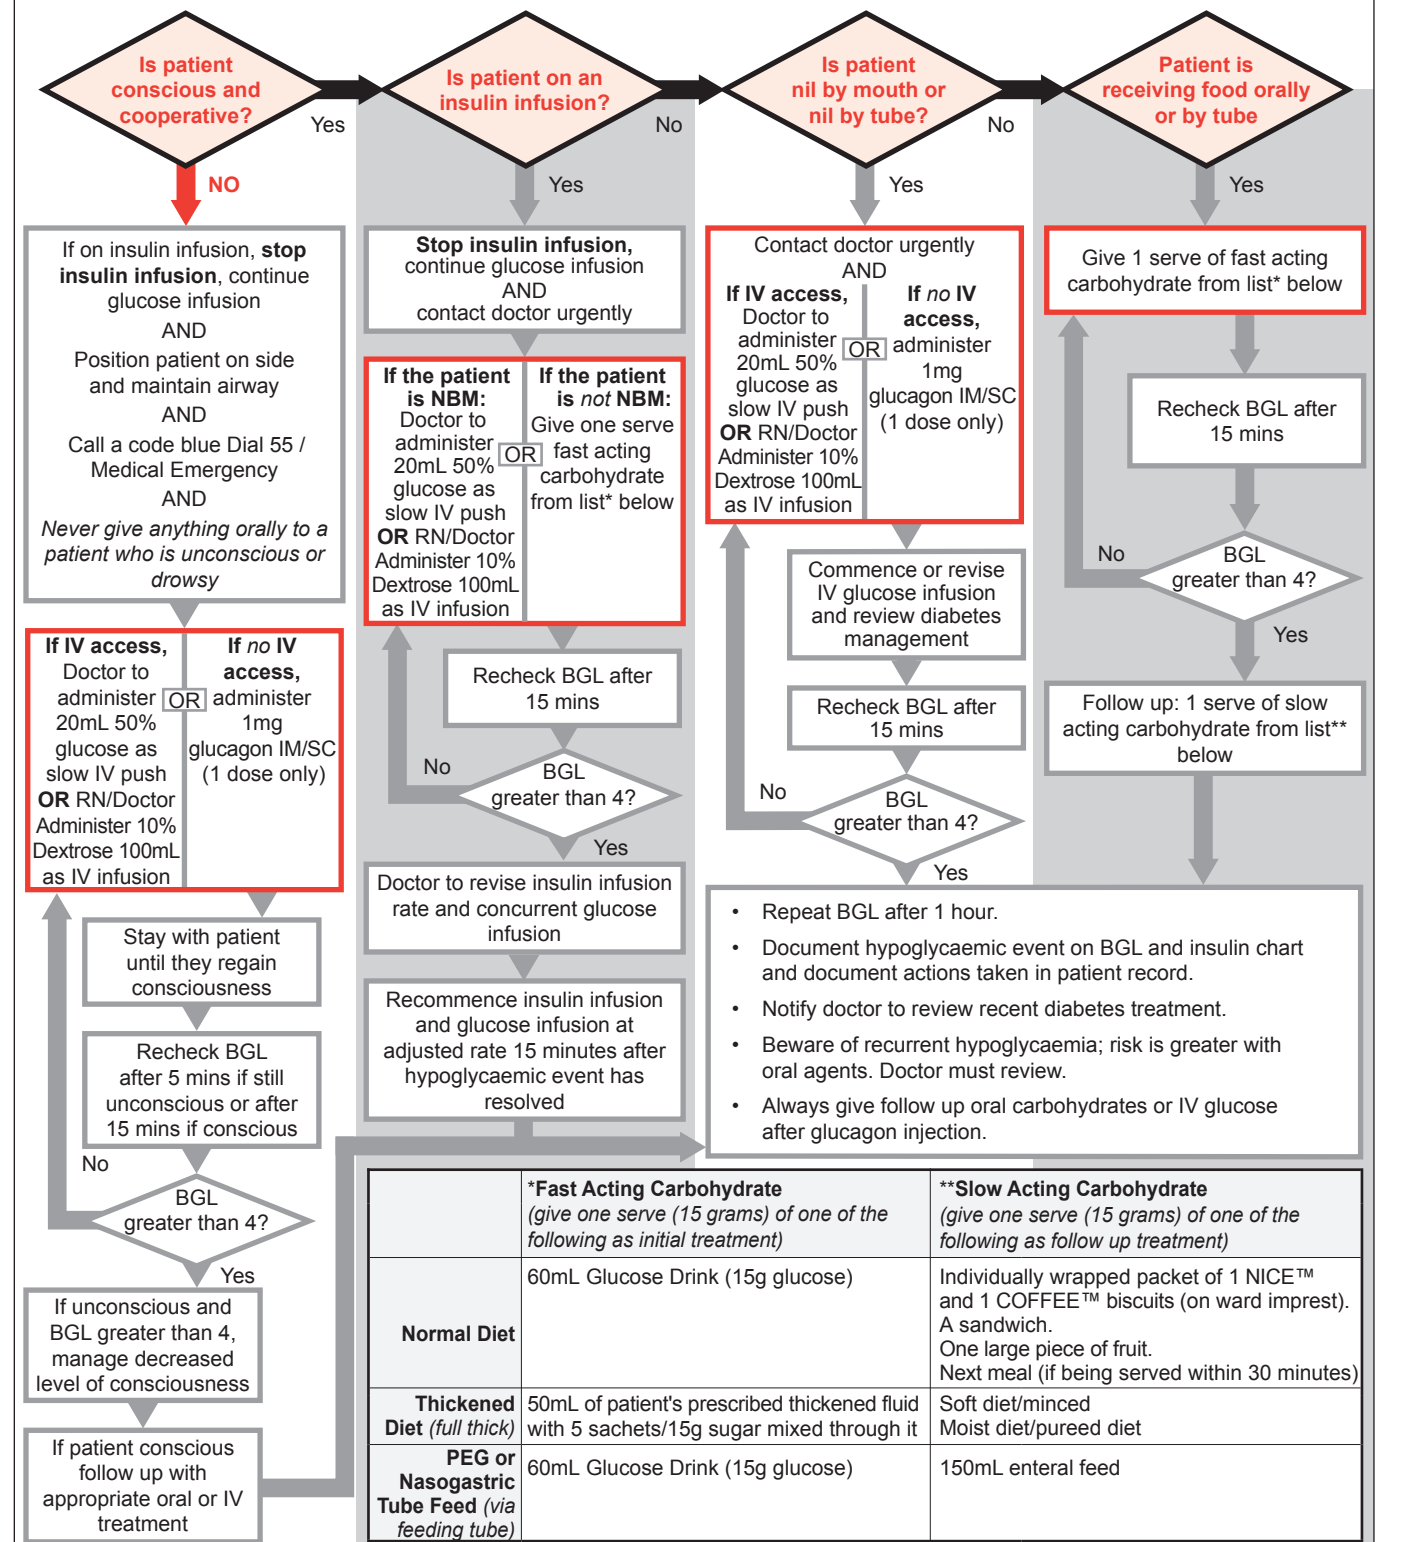 Is patient
conscious and
cooperative?
Yes
NO
If on insulin infusion, stop
insulin infusion, continue
glucose infusion
AND
Position patient on side
and maintain airway
AND
Call a code blue Dial 55 /
Medical Emergency
AND
Never give anything orally to a
patient who is unconscious or
drowsy
If IV access,
Doctor to
administer
20mL 50%
glucose as
slow IV push
OR RN/Doctor
Administer 10%
Dextrose 100mL
as IV infusion
OR
If no IV
access,
administer
1mg
glucagon IM/SC
(1 dose only)
Stay with patient
until they regain
consciousness
Recheck BGL
after 5 mins if still
unconscious or after
15 mins if conscious
No
BGL
greater than 4?
Yes
If unconscious and
BGL greater than 4,
manage decreased
level of consciousness
If patient conscious
follow up with
appropriate oral or IV
treatment
Is patient on an
insulin infusion?
No
Yes
Stop insulin infusion,
continue glucose infusion
AND
contact doctor urgently
If the patient
is NBM:
Doctor to
administer
20mL 50%
glucose as
slow IV push
OR RN/Doctor
Administer 10%
Dextrose 100mL
as IV infusion
OR
If the patient
is not NBM:
Give one serve
fast acting
carbohydrate
from list* below
Recheck BGL after
15 mins
No
BGL
greater than 4?
Yes
Doctor to revise insulin infusion
rate and concurrent glucose
infusion
Recommence insulin infusion
and glucose infusion at
adjusted rate 15 minutes after
hypoglycaemic event has
resolved
Is patient
nil by mouth or
nil by tube?
No
Yes
Contact doctor urgently
AND
If IV access,
Doctor to
administer
20mL 50%
glucose as
slow IV push
OR RN/Doctor
Administer 10%
Dextrose 100mL
as IV infusion
OR
If no IV
access,
administer
1mg
glucagon IM/SC
(1 dose only)
Commence or revise
IV glucose infusion
and review diabetes
management
Recheck BGL after
15 mins
No
BGL
greater than 4?
Yes
Patient is
receiving food orally
or by tube
Yes
Give 1 serve of fast acting
carbohydrate from list* below
Recheck BGL after
15 mins
No
BGL
greater than 4?
Yes
Follow up: 1 serve of slow
acting carbohydrate from list**
below
• Repeat BGL after 1 hour.
• Document hypoglycaemic event on BGL and insulin chart
and document actions taken in patient record.
• Notify doctor to review recent diabetes treatment.
• Beware of recurrent hypoglycaemia; risk is greater with
oral agents. Doctor must review.
• Always give follow up oral carbohydrates or IV glucose
after glucagon injection.
*Fast Acting Carbohydrate
(give one serve (15 grams) of one of the
following as initial treatment)
**Slow Acting Carbohydrate
(give one serve (15 grams) of one of the
following as follow up treatment)
Normal Diet
60mL Glucose Drink (15g glucose)
Individually wrapped packet of 1 NICE™
and 1 COFFEE™ biscuits (on ward imprest).
A sandwich.
One large piece of fruit.
Next meal (if being served within 30 minutes)
Thickened
Diet (full thick)
50mL of patient's prescribed thickened fluid
with 5 sachets/15g sugar mixed through it
Soft diet/minced
Moist diet/pureed diet
PEG or
Nasogastric
Tube Feed (via
feeding tube)
60mL Glucose Drink (15g glucose)
150mL enteral feed